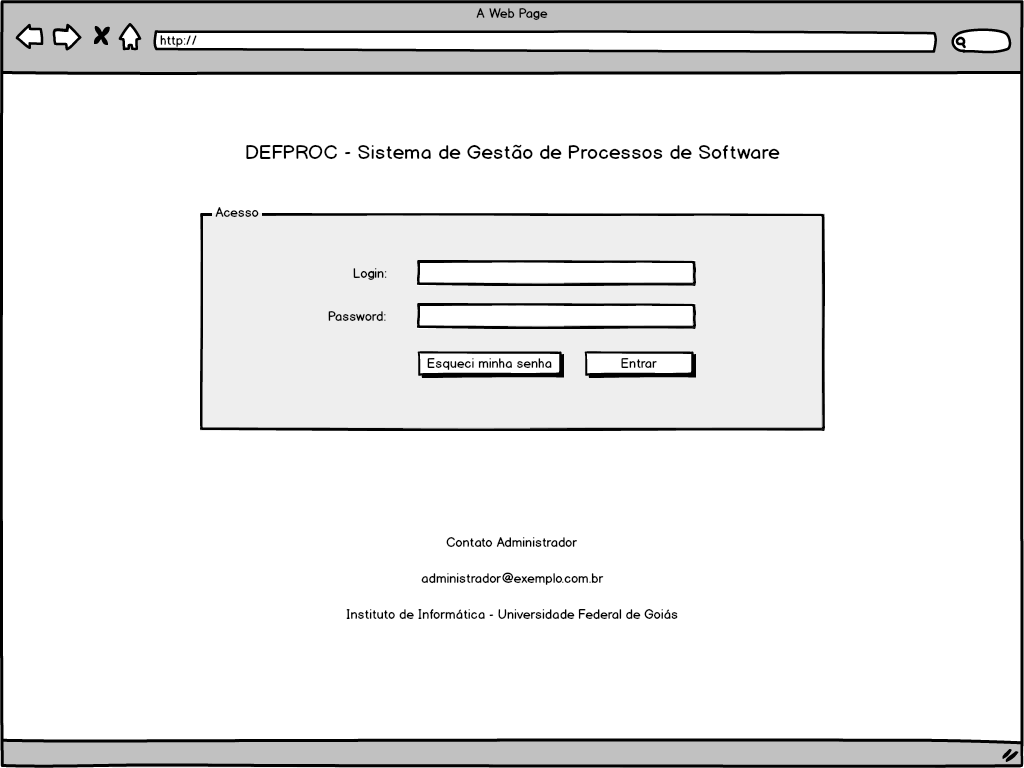 A Web Page
http://
DEFPROC - Sistema de Gestão de Processos de Software
Acesso
Login:
Password:
Esqueci minha senha
Entrar
Contato Administrador
administrador@exemplo.com.br
Instituto de Informática - Universidade Federal de Goiás